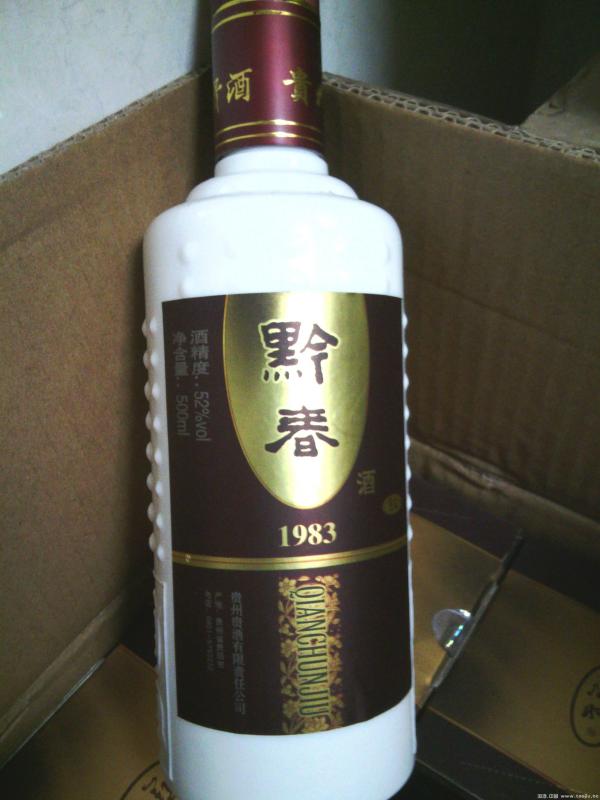 酒 贵
黔春
酒
酒精度：52%vol
净含量：500ml
1983
QIANCHUNJIU
贵州贵酒有限责任公司